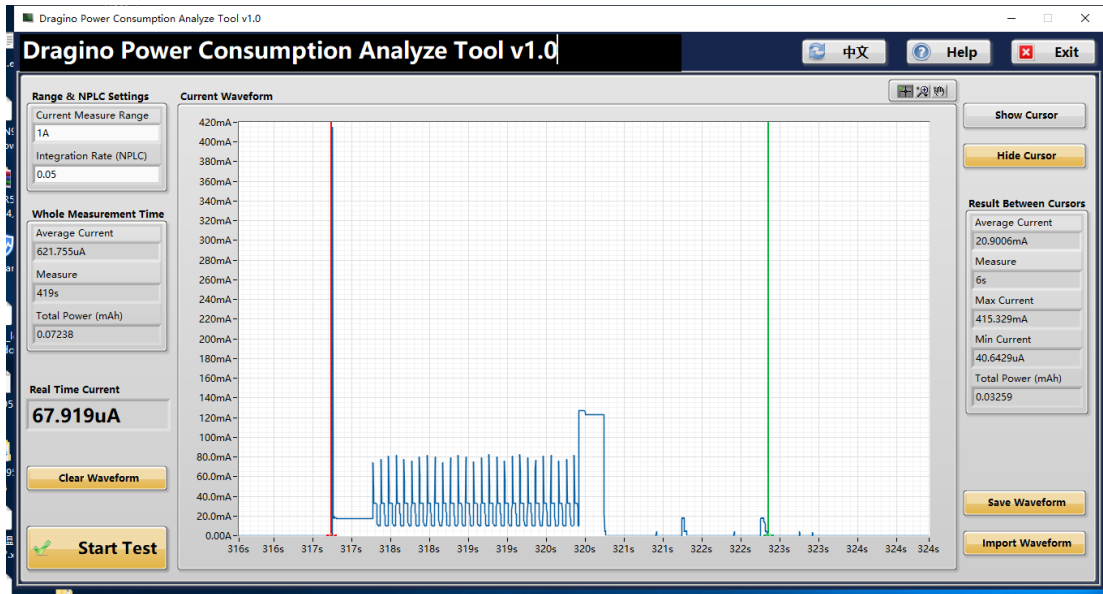 Dragino Power Consumption Analyze Tool v1.0
Dragino Power Consumption Analyze Tool v1.0
中文
Help
Exit
Range & NPLC Settings
Current Measure Range
1A
Integration Rate (NPLC)
0.05
Whole Measurement Time
Average Current
621.755uA
Measure
419s
Total Power (mAh)
0.07238
Real Time Current
67.919uA
Clear Waveform
Start Test
Current Waveform
420mA
400mA
380mA
360mA
340mA
320mA
300mA
280mA
260mA
240mA
220mA
200mA
180mA
160mA
140mA
120mA
100mA
80.0mA
60.0mA
40.0mA
20.0mA
0.00A
316s 316s 317s 317s 318s 318s 319s 319s 320s 320s 321s 321s 322s 322s 323s 323s 324s 324s 324s
Show Cursor
Hide Cursor
Result Between Cursors
Average Current
20.9006mA
Measure
6s
Max Current
415.329mA
Min Current
40.6429uA
Total Power (mAh)
0.03259
Save Waveform
Import Waveform